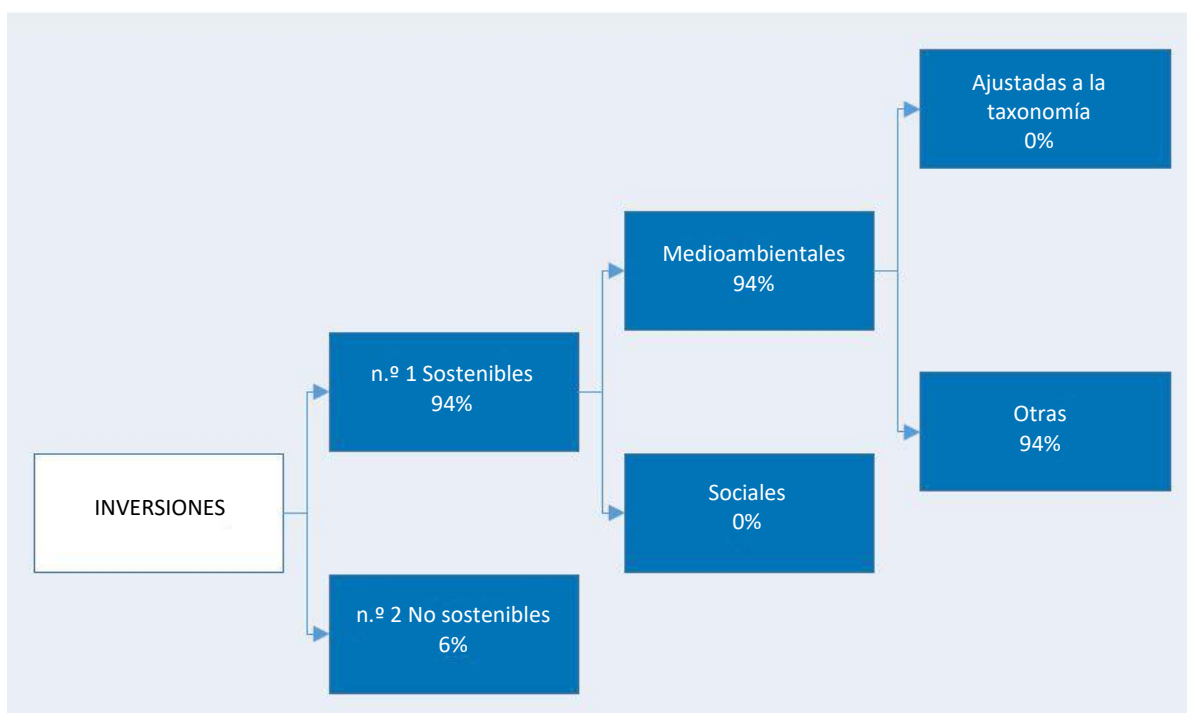 Ajustadas a la
taxonomía
0%
Medioambientales
94%
n.º 1 Sostenibles
94%
Otras
94%
INVERSIONES
Sociales
0%
n.º 2 No sostenibles
6%